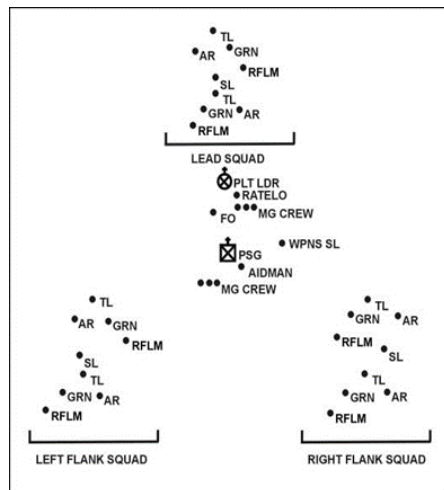 TL
AR
GRN
RFLM
SL
TL
GRN AR
RFLM
LEAD SQUAD
PLT LDR
RATELO
FO MG CREW
WPNS SL
PSG
AIDMAN
MG CREW
TL
AR GRN
RFLM
SL
TL
GRN AR
RFLM
LEFT FLANK SQUAD
TL
GRN AR
RFLM
SL
TL
GRN AR
RFLM
RIGHT FLANK SQUAD